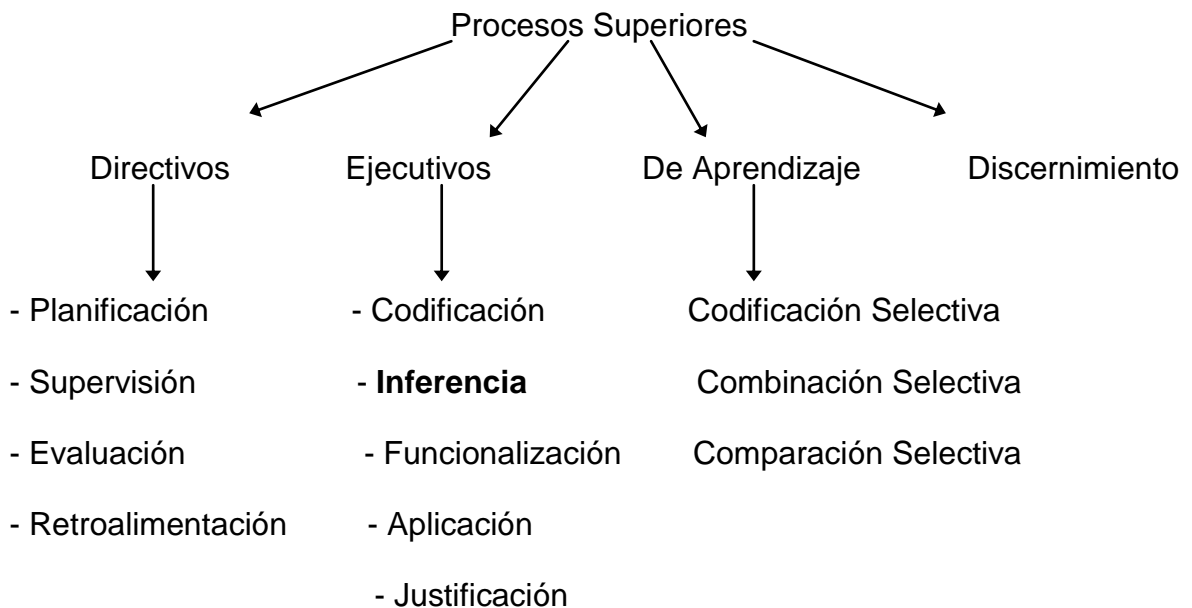 Procesos Superiores
Directivos Ejecutivos De Aprendizaje Discernimiento
- Planificación - Codificación Codificación Selectiva
- Supervisión - Inferencia Combinación Selectiva
- Evaluación - Funcionalización Comparación Selectiva
- Retroalimentación - Aplicación
- Justificación